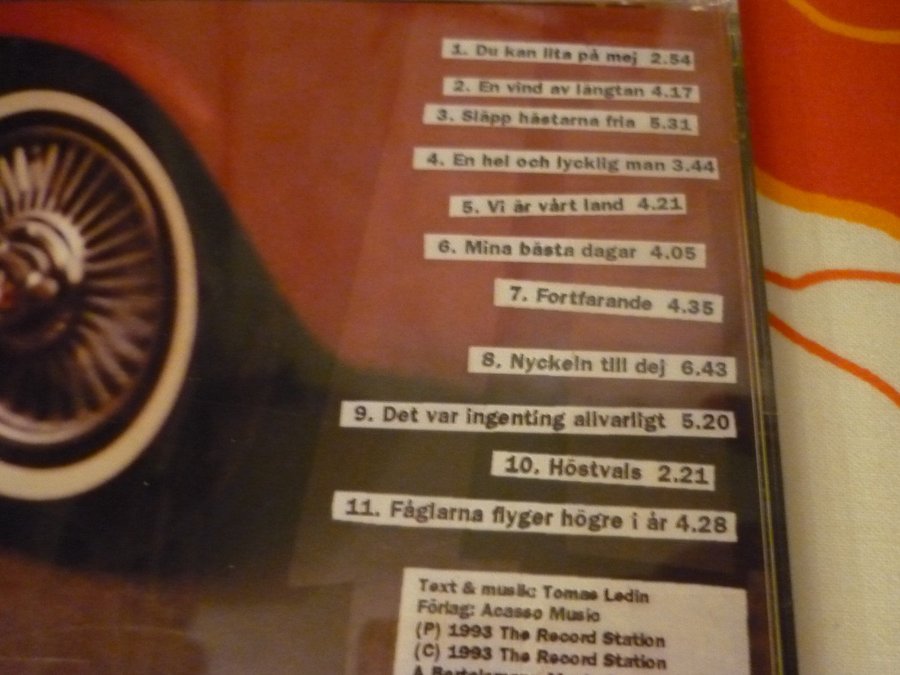 1. Du kan lita på mej 2.54
2. En vind av längtan 4.17
3. Släpp hästarna fria 5.31
4. En hel och lycklig man 3.44
5. Vi är vårt land 4.21
6. Mina bästa dagar 4.05
7. Fortfarande 4.35
8. Nyckeln till dej 6.43
9. Det var ingenting allvarligt 5.20
10. Höstvals 2.21
11. Fåglarna flyger högre i år 4.28
Text & musik: Tomas Ledin
Förlag: Acasso Music
(P) 1993 The Record Station
(C) 1993 The Record Station
A